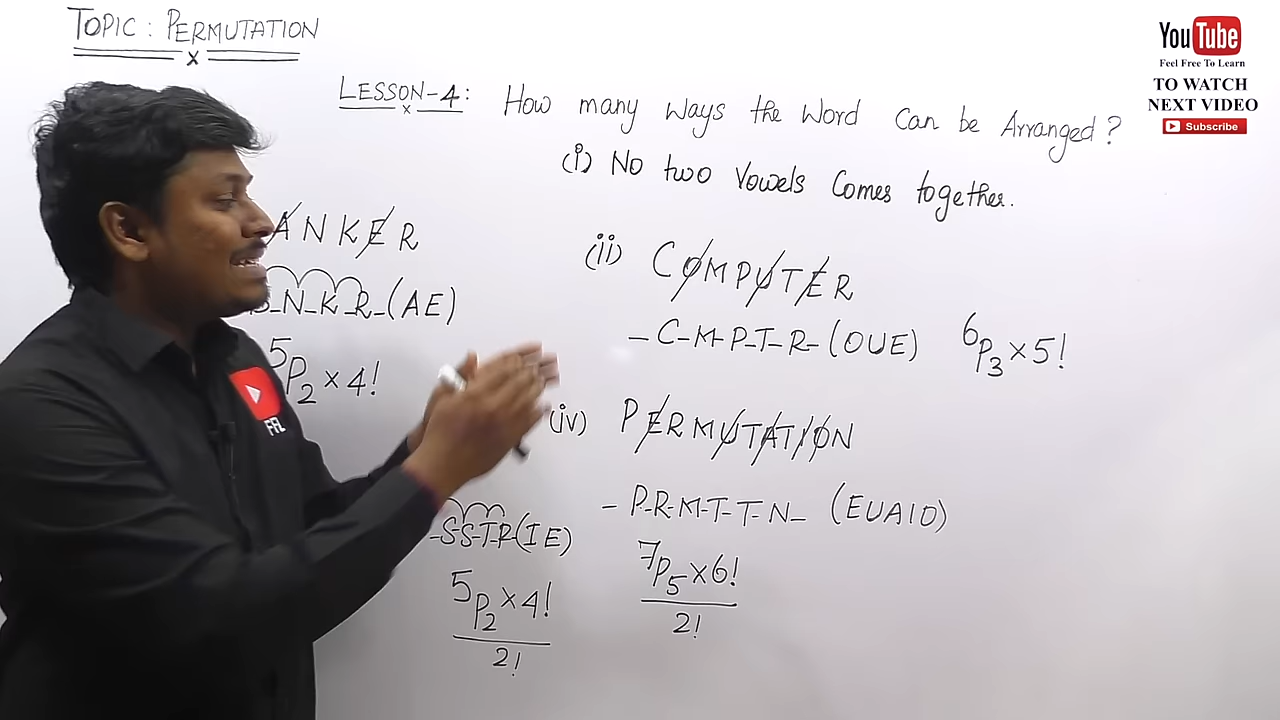 TOPIC : PERMUTATION
x
LESSON-4: How many ways the Word Can be Arranged?
x
(i) No two Vowels Comes together.
ANKER
N-K-R-(AE)
5P2 × 4!
(ii) COMPUTER
-C-M-P-T-R-(OUE) 6P3 × 5!
(iv) PERMUTATION
-P-R-M-T-T-N- (EUAIO)
7P5 × 6!
2!
-S-S-T-R-(IE)
5P2 × 4!
2!
FFL
YouTube
Feel Free To Learn
TO WATCH
NEXT VIDEO
Subscribe